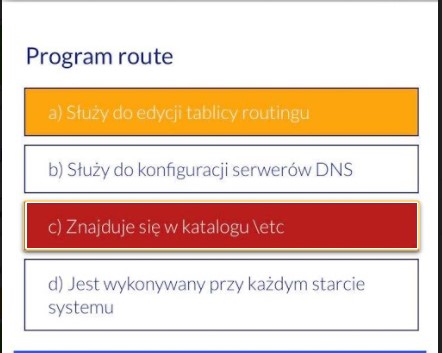 Program route
a) Służy do edycji tablicy routingu
b) Służy do konfiguracji serwerów DNS
c) Znajduje się w katalogu \etc
d) Jest wykonywany przy każdym starcie
systemu